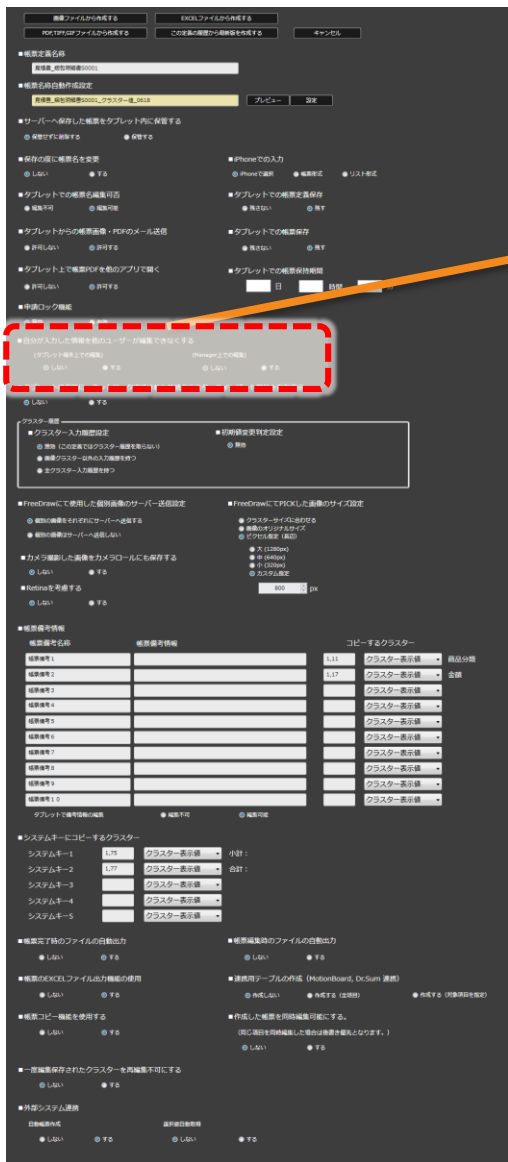 画像ファイルから作成する
EXCELファイルから作成する
PDF,TIFF,GIFファイルから作成する
この定義の履歴から最新版を作成する
キャンセル
■帳票定義名称
見積書_梱包明細書S0001
■帳票名称自動作成設定
見積書_梱包明細書S0001_クラスター値_0618
プレビュー
設定
■サーバーへ保存した帳票をタブレット内に保管する
保管せずに削除する
保管する
■保存の度に帳票名を変更
■iPhoneでの入力
しない
する
iPhoneで選択
帳票形式
リスト形式
■タブレットでの帳票名編集可否
■タブレットでの帳票定義保存
編集不可
編集可能
残さない
残す
■タブレットからの帳票画像・PDFのメール送信
■タブレットでの帳票保存
許可しない
許可する
残さない
残す
■タブレット上で帳票PDFを他のアプリで開く
■タブレットでの帳票保持期間
許可しない
許可する
日
時間
■申請ロック機能
■自分が入力した情報を他のユーザーが編集できなくする
(タブレット端末上での編集)
(Manager上での編集)
しない
する
しない
する
しない
する
クラスター履歴
■クラスター入力履歴設定
■初期値変更判定設定
無効（この定義ではクラスター履歴を取らない）
無効
画像クラスター以外の入力履歴を持つ
全クラスター入力履歴を持つ
■FreeDrawにて使用した個別画像のサーバー送信設定
■FreeDrawにてPICKした画像のサイズ設定
個別の画像をそれぞれにサーバーへ送信する
クラスターサイズに合わせる
画像のオリジナルサイズ
個別の画像はサーバーへ送信しない
ピクセル指定（長辺）
大 (1280px)
■カメラ撮影した画像をカメラロールにも保存する
中 (640px)
小 (320px)
しない
する
カスタム指定
■Retinaを考慮する
800
px
しない
する
■帳票備考情報
帳票備考名称
帳票備考情報
コピーするクラスター
帳票備考１
1,11
クラスター表示値
商品分類
帳票備考２
1,17
クラスター表示値
金額
帳票備考３
クラスター表示値
帳票備考４
クラスター表示値
帳票備考５
クラスター表示値
帳票備考６
クラスター表示値
帳票備考７
クラスター表示値
帳票備考８
クラスター表示値
帳票備考９
クラスター表示値
帳票備考１０
クラスター表示値
タブレットで備考情報の編集
編集不可
編集可能
■システムキーにコピーするクラスター
システムキー1
1,75
クラスター表示値
小計：
システムキー2
1,77
クラスター表示値
合計：
システムキー3
クラスター表示値
システムキー4
クラスター表示値
システムキー5
クラスター表示値
■帳票完了時のファイルの自動出力
■帳票編集時のファイルの自動出力
しない
する
しない
する
■帳票のEXCELファイル出力機能の使用
■連携用テーブルの作成（MotionBoard, Dr.Sum 連携）
しない
する
作成しない
作成する（全項目）
作成する（対象項目を指定）
■帳票コピー機能を使用する
■作成した帳票を同時編集可能にする。
しない
する
(同じ項目を同時編集した場合は後書き優先となります。)
しない
する
■一度編集保存されたクラスターを再編集不可にする
しない
する
■外部システム連携
自動帳票作成
選択値自動取得
しない
する
しない
する